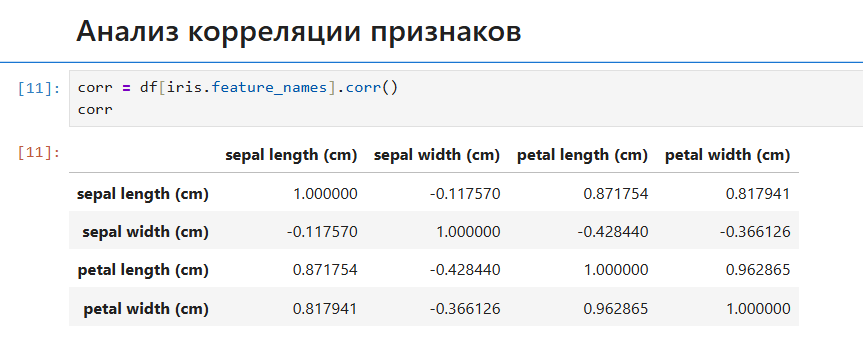 Анализ корреляции признаков
[11]: corr = df[iris.feature_names].corr()
corr
[11]:
sepal length (cm) sepal width (cm) petal length (cm) petal width (cm)
sepal length (cm) 1.000000 -0.117570 0.871754 0.817941
sepal width (cm) -0.117570 1.000000 -0.428440 -0.366126
petal length (cm) 0.871754 -0.428440 1.000000 0.962865
petal width (cm) 0.817941 -0.366126 0.962865 1.000000